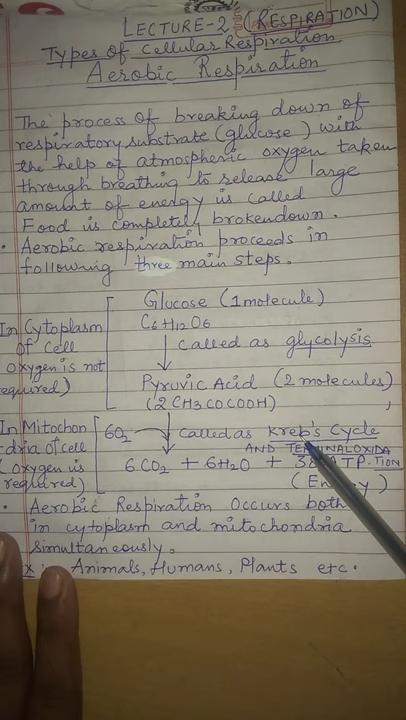 LECTURE-2 (RESPIRATION)
Types of Cellular Respiration
Aerobic Respiration
The process of breaking down of
respiratory substrate (glucose) with
the help of atmospheric oxygen taken
through breathing to release large
amount of energy is called
Food is completely brokendown.
• Aerobic respiration proceeds in
following three main steps.
Glucose (1 molecule)
In Cytoplasm C6H12O6
of Cell called as glycolysis
(oxygen is not
required) Pyruvic Acid (2 molecules)
(2 CH3COCOOH)
In Mitochon 6O2 called as Kreb's Cycle
dria of cell AND TERMINALOXIDA
(oxygen is 6CO2 + 6H2O + 38 ATP -TION
required)
• Aerobic Respiration Occurs both
in cytoplasm and mitochondria
simultaneously.
Animals, Humans, Plants etc.